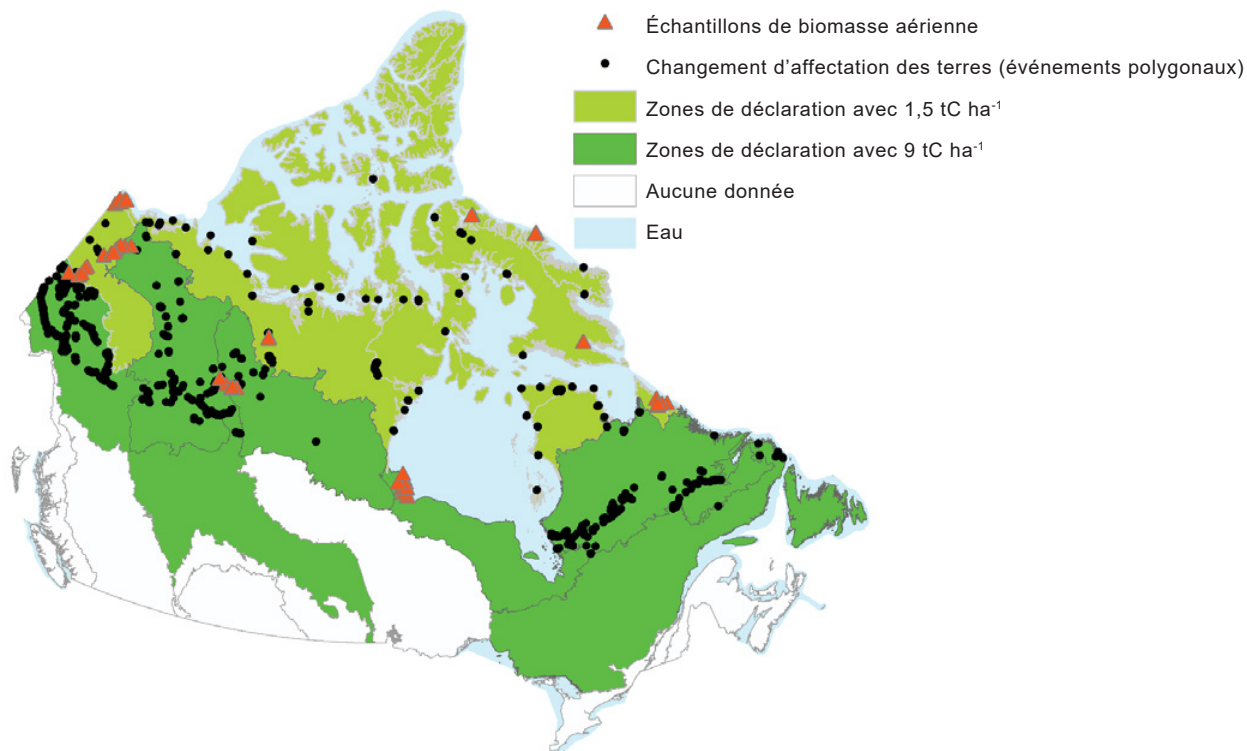 Échantillons de biomasse aérienne
Changement d’affectation des terres (événements polygonaux)
Zones de déclaration avec 1,5 tC ha⁻¹
Zones de déclaration avec 9 tC ha⁻¹
Aucune donnée
Eau